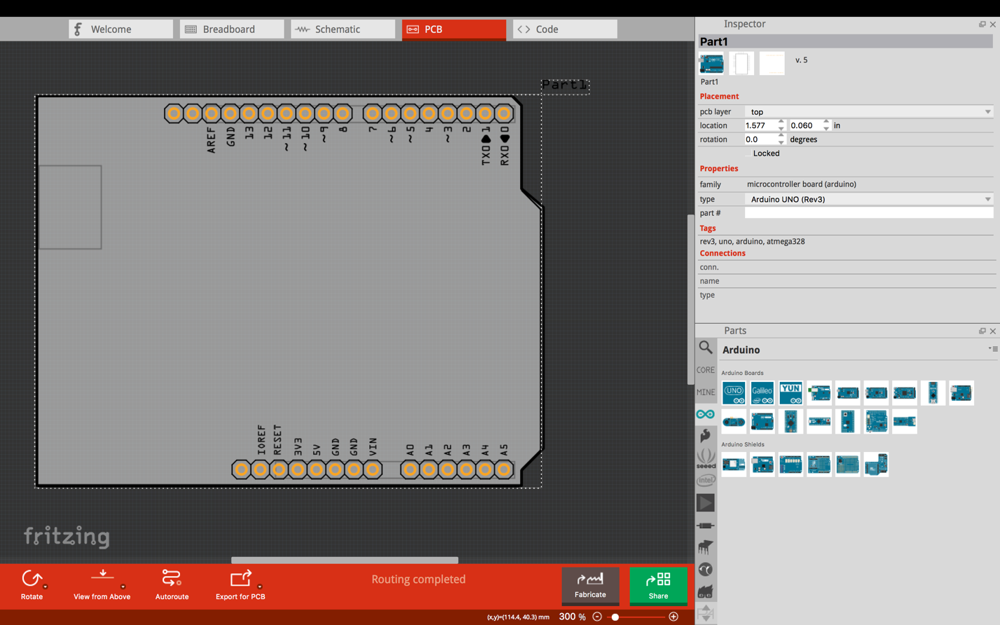 Welcome
Breadboard
Schematic
PCB
Code
Inspector
Part1
v. 5
Part1
Placement
pcb layer top
location 1.577 0.060 in
rotation 0.0 degrees
Locked
Properties
family microcontroller board (arduino)
type Arduino UNO (Rev3)
part #
Tags
rev3, uno, arduino, atmega328
Connections
conn.
name
type
Part1
AREF
GND
13
12
~11
~10
~9
8
7
~6
~5
4
~3
2
TX0 1
RX0 0
IOREF
RESET
3V3
5V
GND
GND
VIN
A0
A1
A2
A3
A4
A5
fritzing
Parts
Arduino
CORE
MINE
seeed
intel
Arduino Boards
UNO
Galileo
YUN
Arduino Shields
Rotate
View from Above
Autoroute
Export for PCB
Routing completed
Fabricate
Share
(x,y)=(114.4, 40.3) mm 300 %